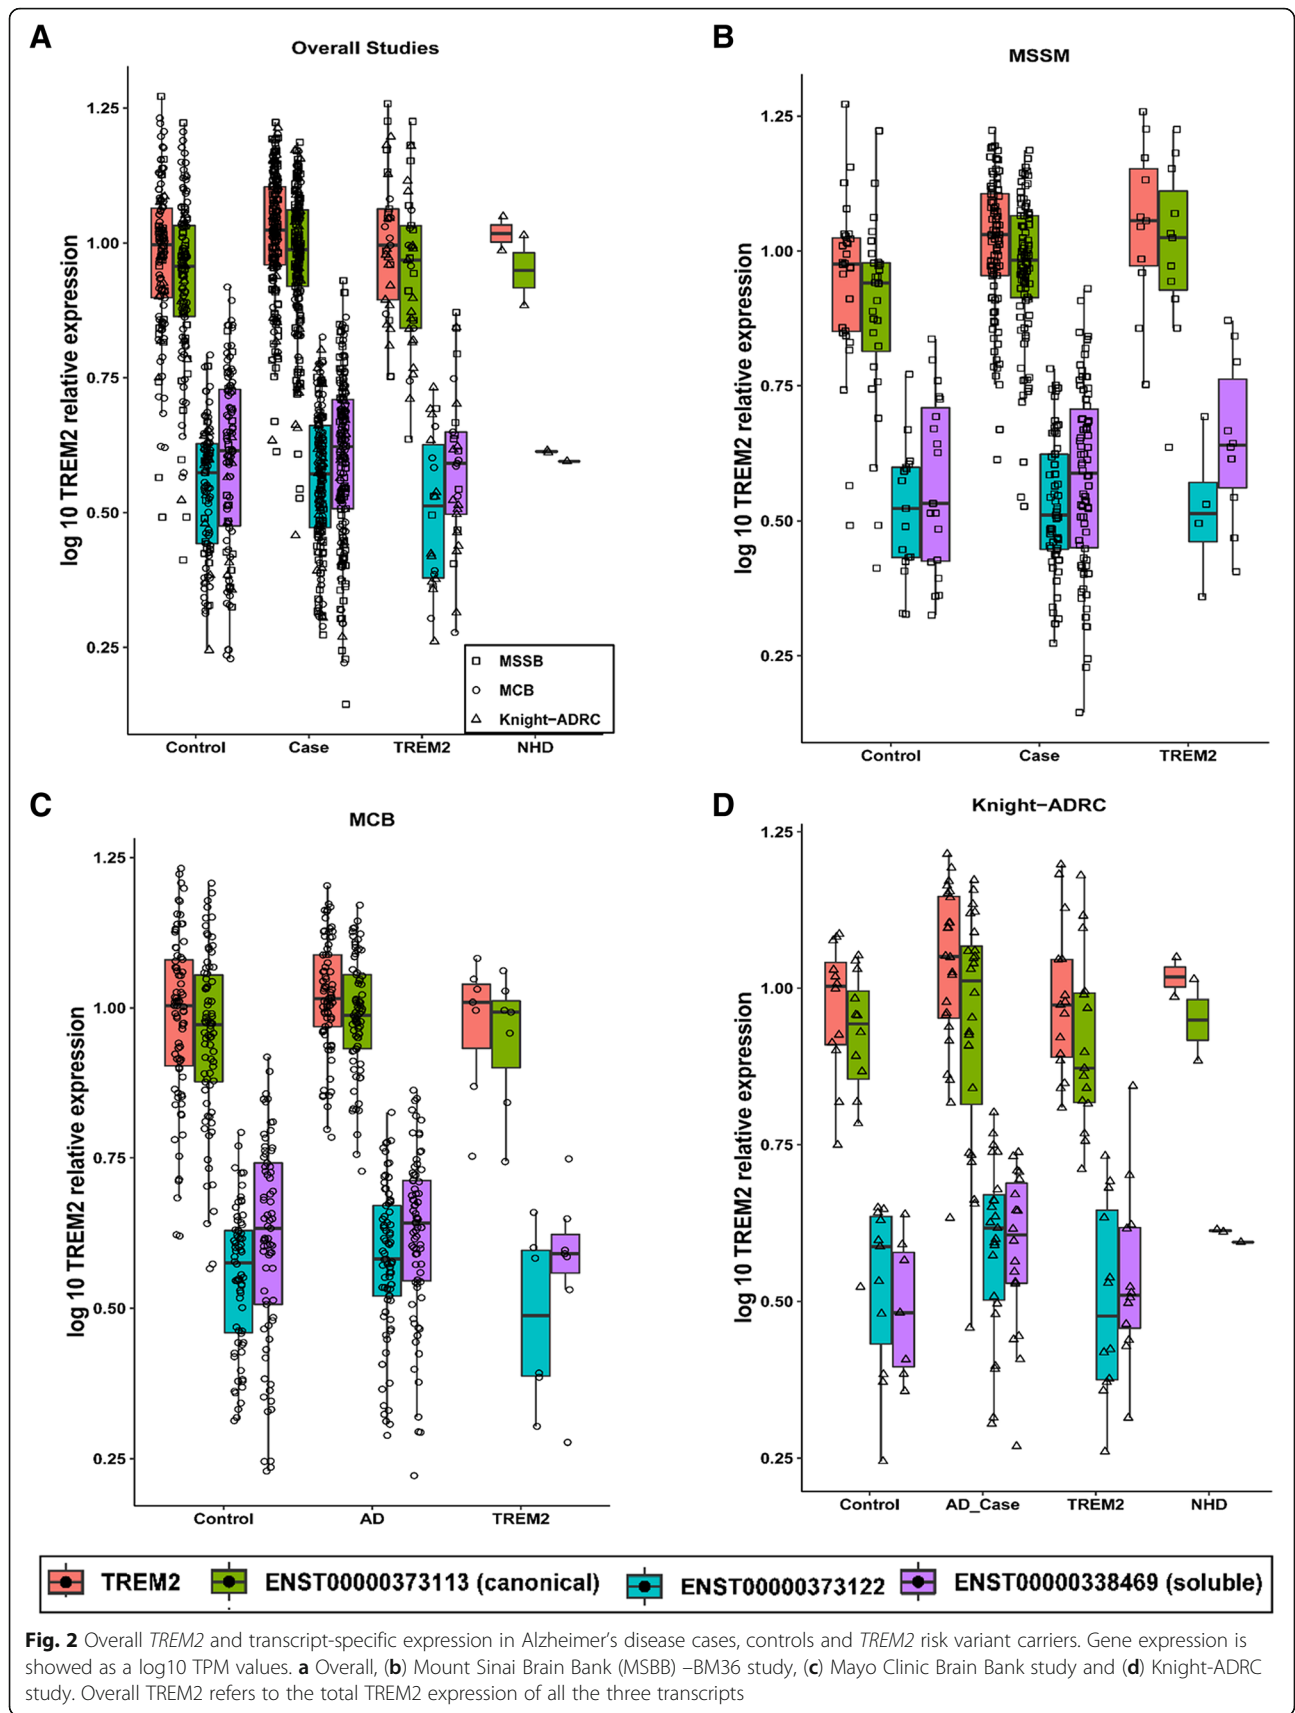 A
Overall Studies
log 10 TREM2 relative expression
1.25
1.00
0.75
0.50
0.25
MSSB
MCB
Knight-ADRC
Control Case TREM2 NHD
B
MSSM
log 10 TREM2 relative expression
1.25
1.00
0.75
0.50
0.25
Control Case TREM2
C
MCB
log 10 TREM2 relative expression
1.25
1.00
0.75
0.50
0.25
Control AD TREM2
D
Knight-ADRC
log 10 TREM2 relative expression
1.25
1.00
0.75
0.50
0.25
Control AD_Case TREM2 NHD
TREM2 ENST00000373113 (canonical) ENST00000373122 ENST00000338469 (soluble)
Fig. 2 Overall TREM2 and transcript-specific expression in Alzheimer's disease cases, controls and TREM2 risk variant carriers. Gene expression is
showed as a log10 TPM values. a Overall, (b) Mount Sinai Brain Bank (MSBB) –BM36 study, (c) Mayo Clinic Brain Bank study and (d) Knight-ADRC
study. Overall TREM2 refers to the total TREM2 expression of all the three transcripts